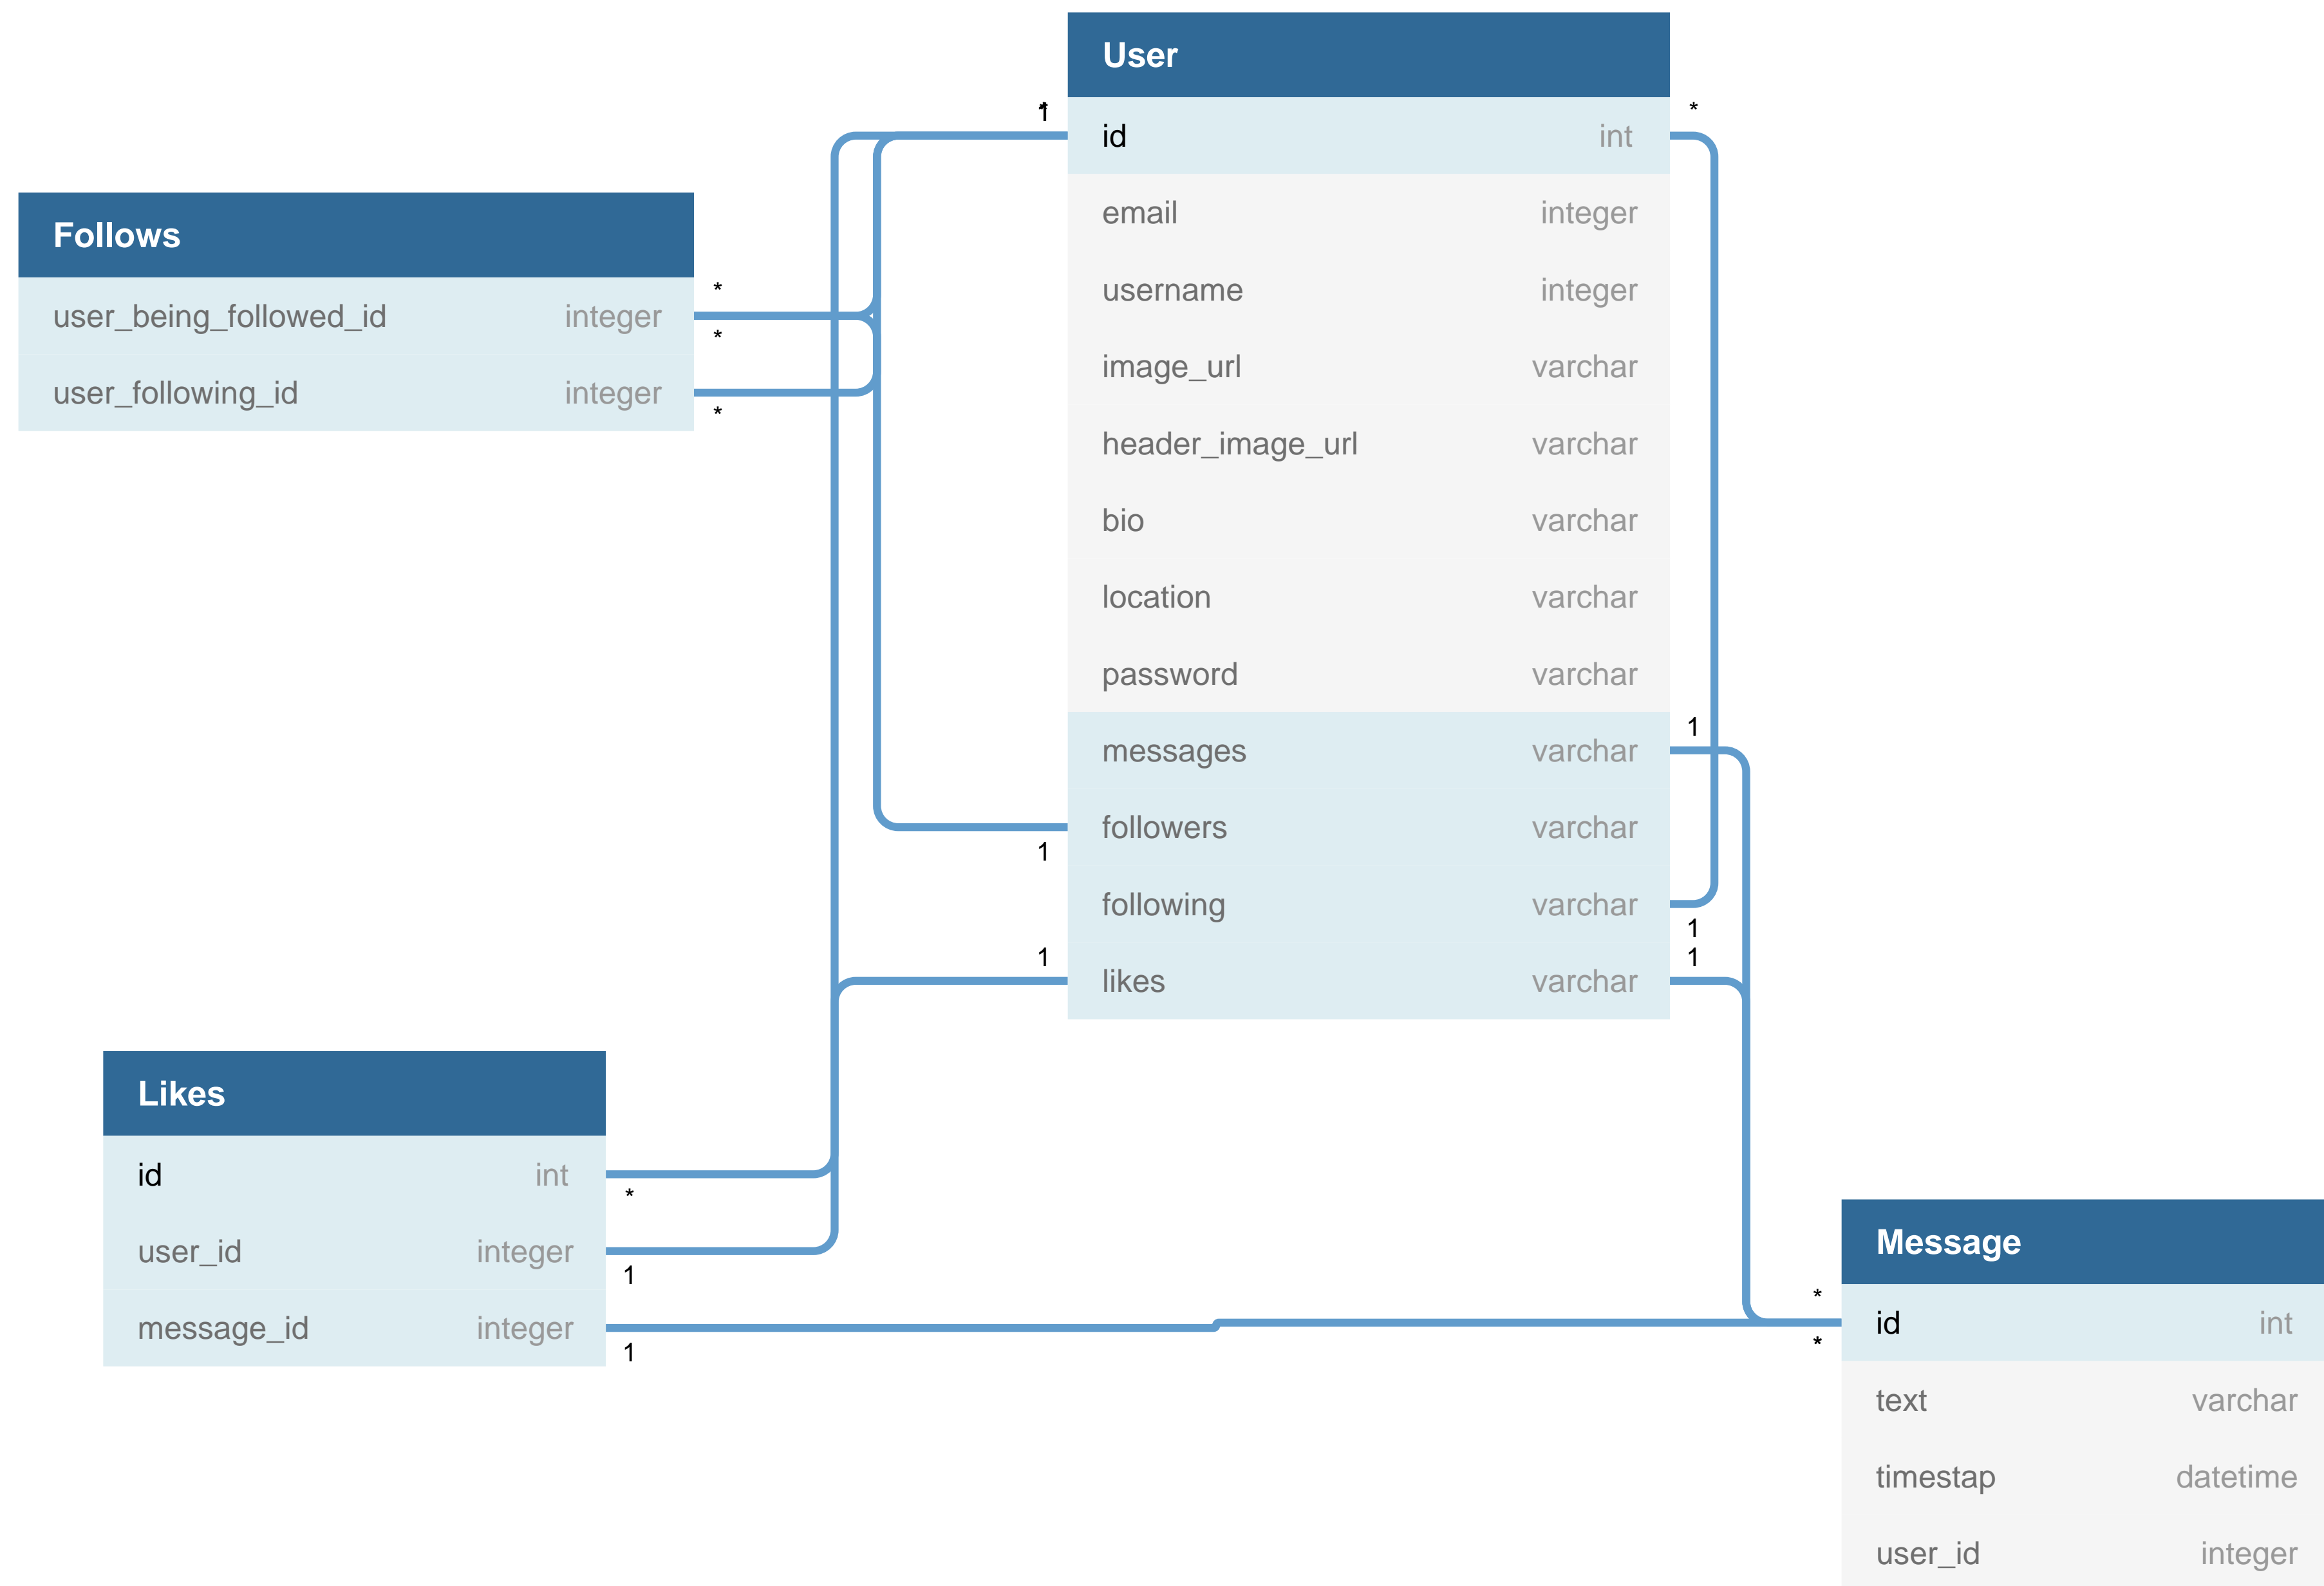 User
1 *
id int
email integer
username integer
image_url varchar
header_image_url varchar
bio varchar
location varchar
password varchar
1
messages varchar
followers varchar
1
following varchar
1
1 1
likes varchar
Follows
*
user_being_followed_id integer
*
user_following_id integer
*
Likes
id int
*
user_id integer
1
message_id integer
1
Message
*
id int
*
text varchar
timestap datetime
user_id integer